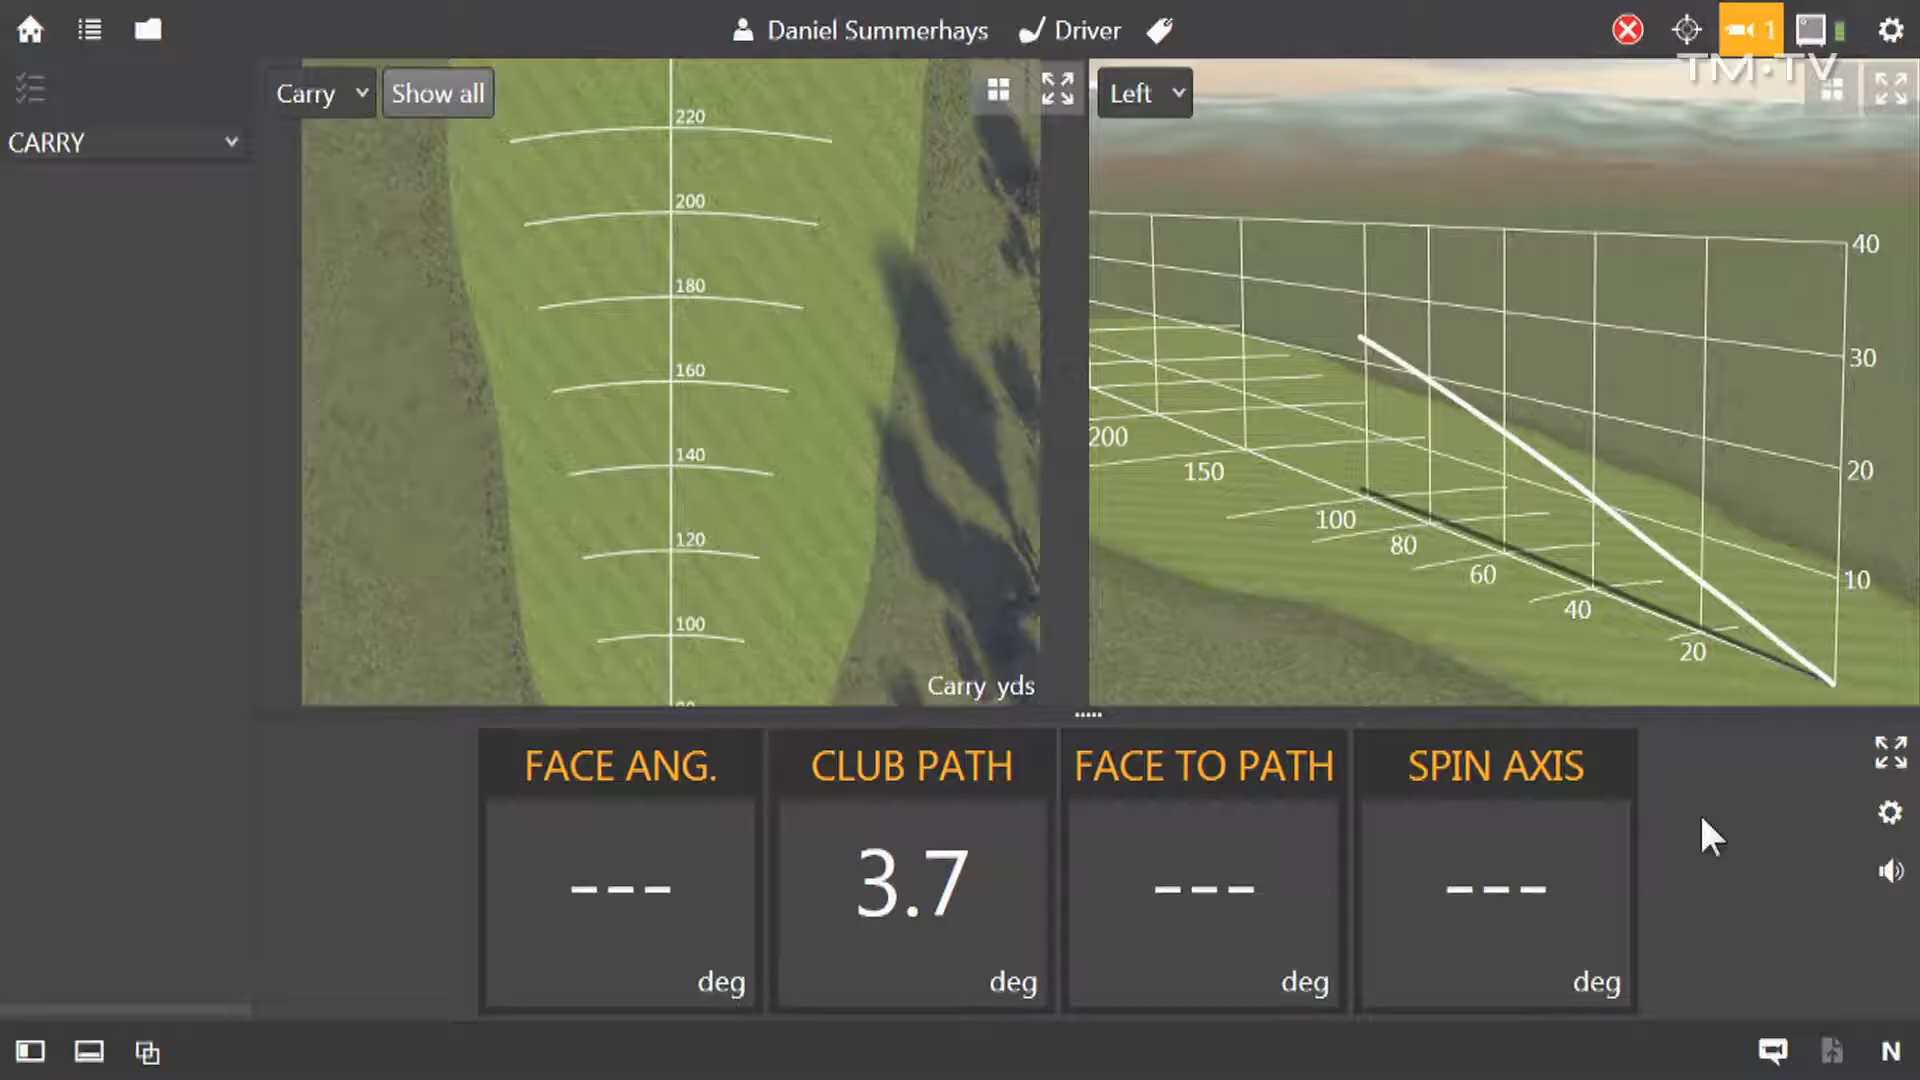 Daniel Summerhays
Driver
1
TM·TV
Carry
Show all
Left
CARRY
220
200
180
160
140
120
100
Carry yds
40
30
20
10
200
150
100
80
60
40
20
FACE ANG.
CLUB PATH
FACE TO PATH
SPIN AXIS
---
3.7
---
---
deg
deg
deg
deg
N